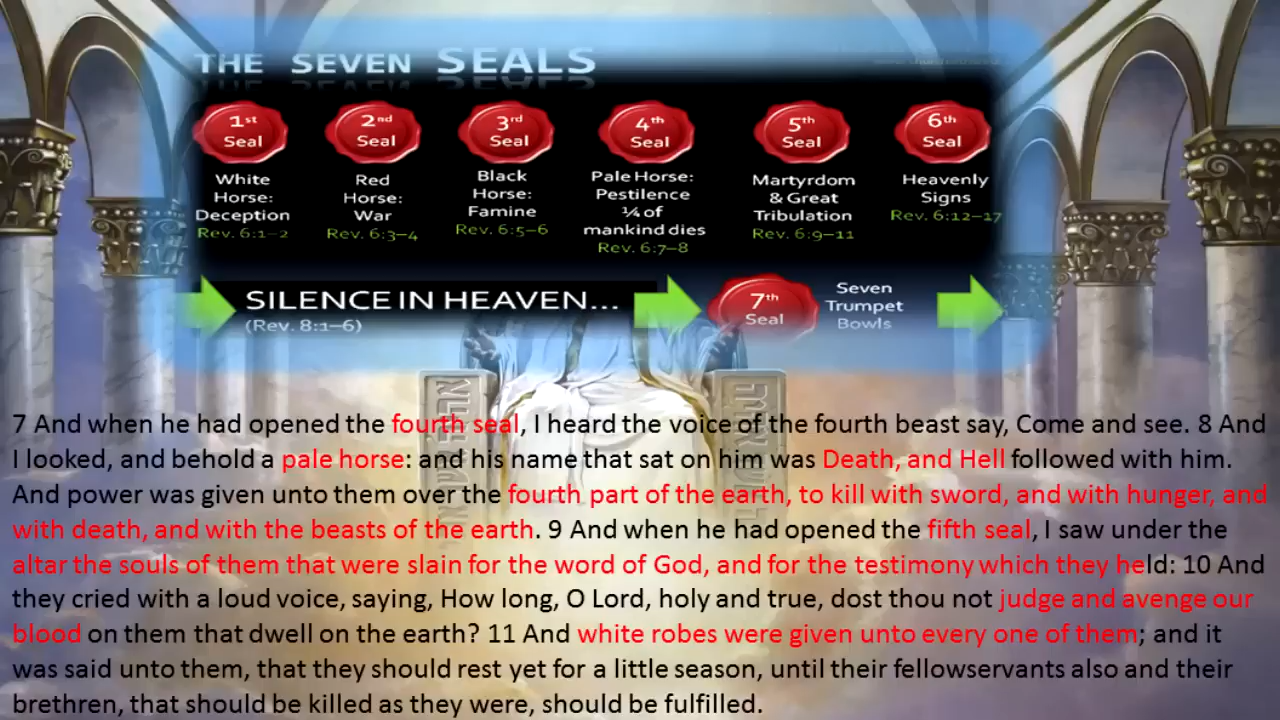 THE SEVEN SEALS
1st Seal
White Horse: Deception
Rev. 6:1–2
2nd Seal
Red Horse: War
Rev. 6:3–4
3rd Seal
Black Horse: Famine
Rev. 6:5–6
4th Seal
Pale Horse: Pestilence ¼ of mankind dies
Rev. 6:7–8
5th Seal
Martyrdom & Great Tribulation
Rev. 6:9–11
6th Seal
Heavenly Signs
Rev. 6:12–17
SILENCE IN HEAVEN...
(Rev. 8:1–6)
7th Seal
Seven Trumpet Bowls
7 And when he had opened the fourth seal, I heard the voice of the fourth beast say, Come and see. 8 And
I looked, and behold a pale horse: and his name that sat on him was Death, and Hell followed with him.
And power was given unto them over the fourth part of the earth, to kill with sword, and with hunger, and
with death, and with the beasts of the earth. 9 And when he had opened the fifth seal, I saw under the
altar the souls of them that were slain for the word of God, and for the testimony which they held: 10 And
they cried with a loud voice, saying, How long, O Lord, holy and true, dost thou not judge and avenge our
blood on them that dwell on the earth? 11 And white robes were given unto every one of them; and it
was said unto them, that they should rest yet for a little season, until their fellowservants also and their
brethren, that should be killed as they were, should be fulfilled.